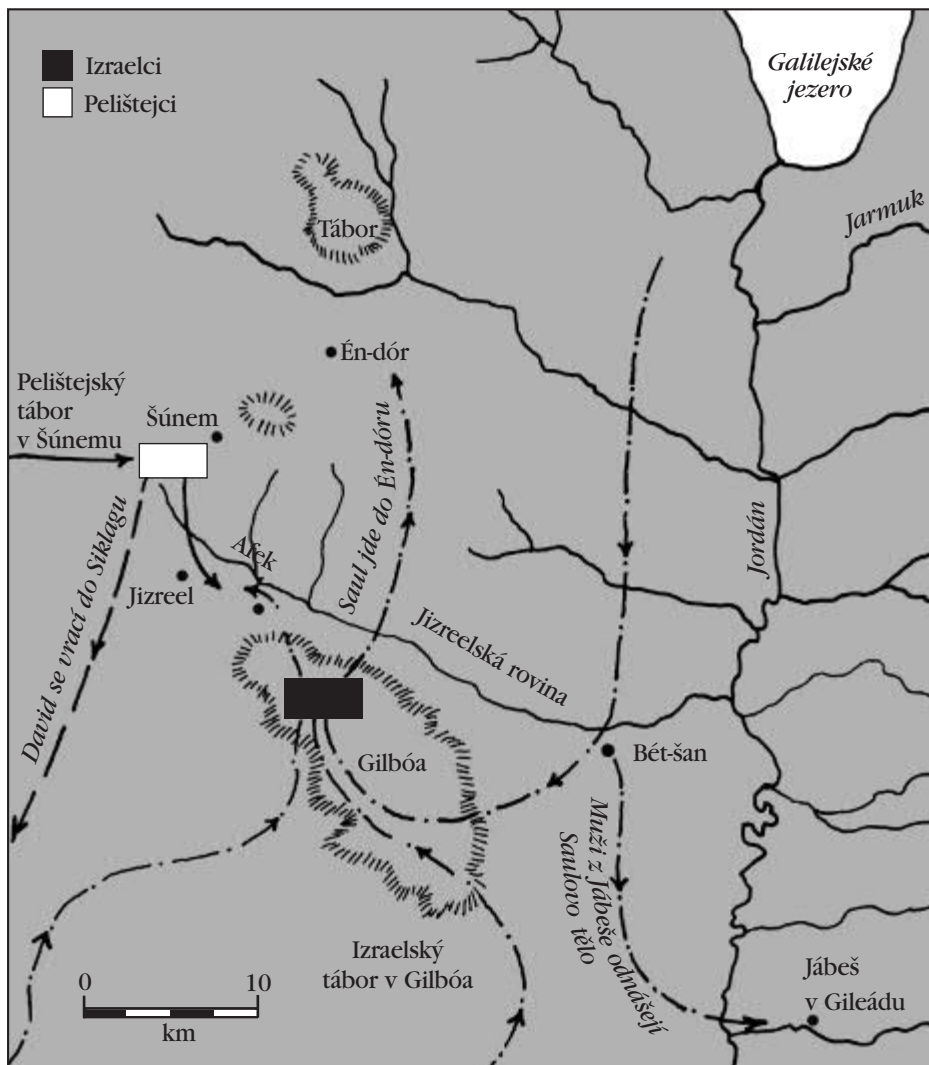 Izraelci
Pelištejci
Galilejské
jezero
Jarmuk
Tábor
Én-dór
Pelištejský
tábor
v Šúnemu
Šúnem
Saul jde do Én-dóru
David se vrací do Siklagu
Afek
Jizreel
Jordán
Jizreelská rovina
Gilbóa
Bét-šan
Muži z Jábeše odnášejí
Saulovo tělo
Izraelský
tábor v Gilbóa
Jábeš
v Gileádu
0 10
km